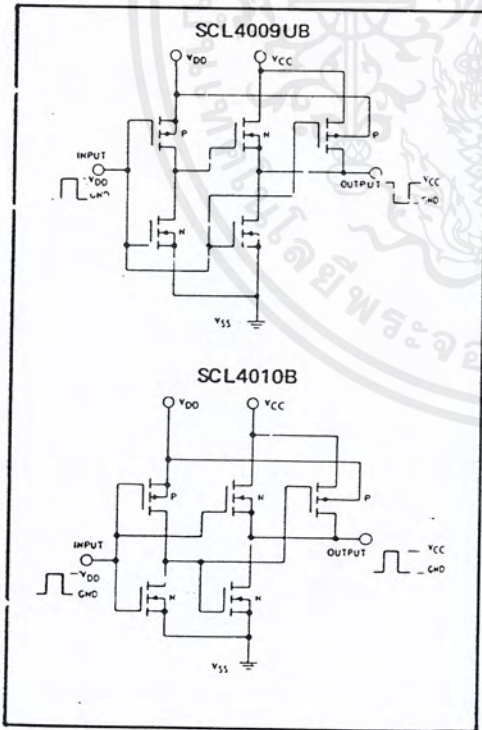 SCL4009UB
VDD
VCC
P
N
P
INPUT
VDD
GND
OUTPUT
VCC
GND
N
VSS
SCL4010B
VDD
VCC
P
N
P
INPUT
VDD
GND
OUTPUT
VCC
GND
N
N
VSS